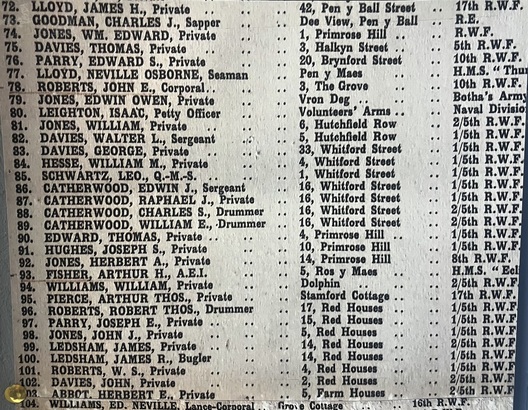 72. LLOYD, JAMES H., Private .. 42, Pen y Ball Street .. 17th R.W.F.
73. GOODMAN, CHARLES J., Sapper .. Dee View, Pen y Ball .. R.E.
74. JONES, WM. EDWARD, Private .. 1, Primrose Hill .. R.W.F.
75. DAVIES, THOMAS, Private .. 3, Halkyn Street .. 5th R.W.F.
76. PARRY, EDWARD S., Private .. 20, Brynford Street .. 10th R.W.F.
77. LLOYD, NEVILLE OSBORNE, Seaman Pen y Maes .. H.M.S. "Thu
78. ROBERTS, JOHN E., Corporal .. 3, The Grove .. R.W.F.
79. JONES, EDWIN OWEN, Private .. Vron Deg .. Botha's Army
80. LEIGHTON, ISAAC, Petty Officer .. Volunteers' Arms .. Naval Divisio
81. JONES, WILLIAM, Private .. 6, Hutchfield Row .. 2/5th R.W.F.
82. DAVIES, WALTER L., Sergeant .. 5, Hutchfield Row .. 1/5th R.W.F.
83. DAVIES, GEORGE, Private .. 33, Whitford Street .. 1/5th R.W.F.
84. HESSE, WILLIAM M., Private .. 4, Whitford Street .. 1/5th R.W.F.
85. SCHWARTZ, LEO., Q.-M.-S. .. 1, Whitford Street .. 1/5th R.W.F.
86. CATHERWOOD, EDWIN J., Sergeant .. 16, Whitford Street .. 1/5th R.W.F.
87. CATHERWOOD, RAPHAEL J., Private .. 16, Whitford Street .. 1/5th R.W.F.
88. CATHERWOOD, CHARLES S., Drummer .. 16, Whitford Street .. 2/5th R.W.F.
89. CATHERWOOD, WILLIAM E., Drummer .. 16, Whitford Street .. 2/5th R.W.F.
90. EDWARD, THOMAS, Private .. 4, Primrose Hill .. 1/5th R.W.F.
91. HUGHES, JOSEPH S., Private .. 10, Primrose Hill .. 1/5th R.W.F.
92. JONES, HERBERT A., Private .. 14, Primrose Hill .. 8th R.W.F.
93. FISHER, ARTHUR H., A.E.I. .. 5, Ros y Maes .. H.M.S. "Ecl
94. WILLIAMS, WILLIAM, Private .. Dolphin .. 2/5th R.W.F.
95. PIERCE, ARTHUR THOS., Private .. Stamford Cottage .. 17th R.W.F.
96. ROBERTS, ROBERT THOS., Drummer .. 17, Red Houses .. 1/5th R.W.F.
97. PARRY, JOSEPH E., Private .. 15, Red Houses .. 1/5th R.W.F
98. JONES, JOHN J., Private .. 5, Red Houses .. 2/5th R.W.F
99. LEDSHAM, JAMES, Private .. 14, Red Houses .. 1/5th R.W.F
100. LEDSHAM, JAMES R., Bugler .. 14, Red Houses .. 1/5th R.W.F
101. ROBERTS, W. S., Private .. 4, Red Houses .. 1/5th R.W.F
102. DAVIES, JOHN, Private .. 2, Red Houses .. 2/5th R.W.F
03. ABBOT, HERBERT E., Private .. 5, Farm Houses .. 2/5th R.W.F
104. WILLIAMS, ED. NEVILLE, Lance-Corporal .. Grove Cottage 16th R.W.F.